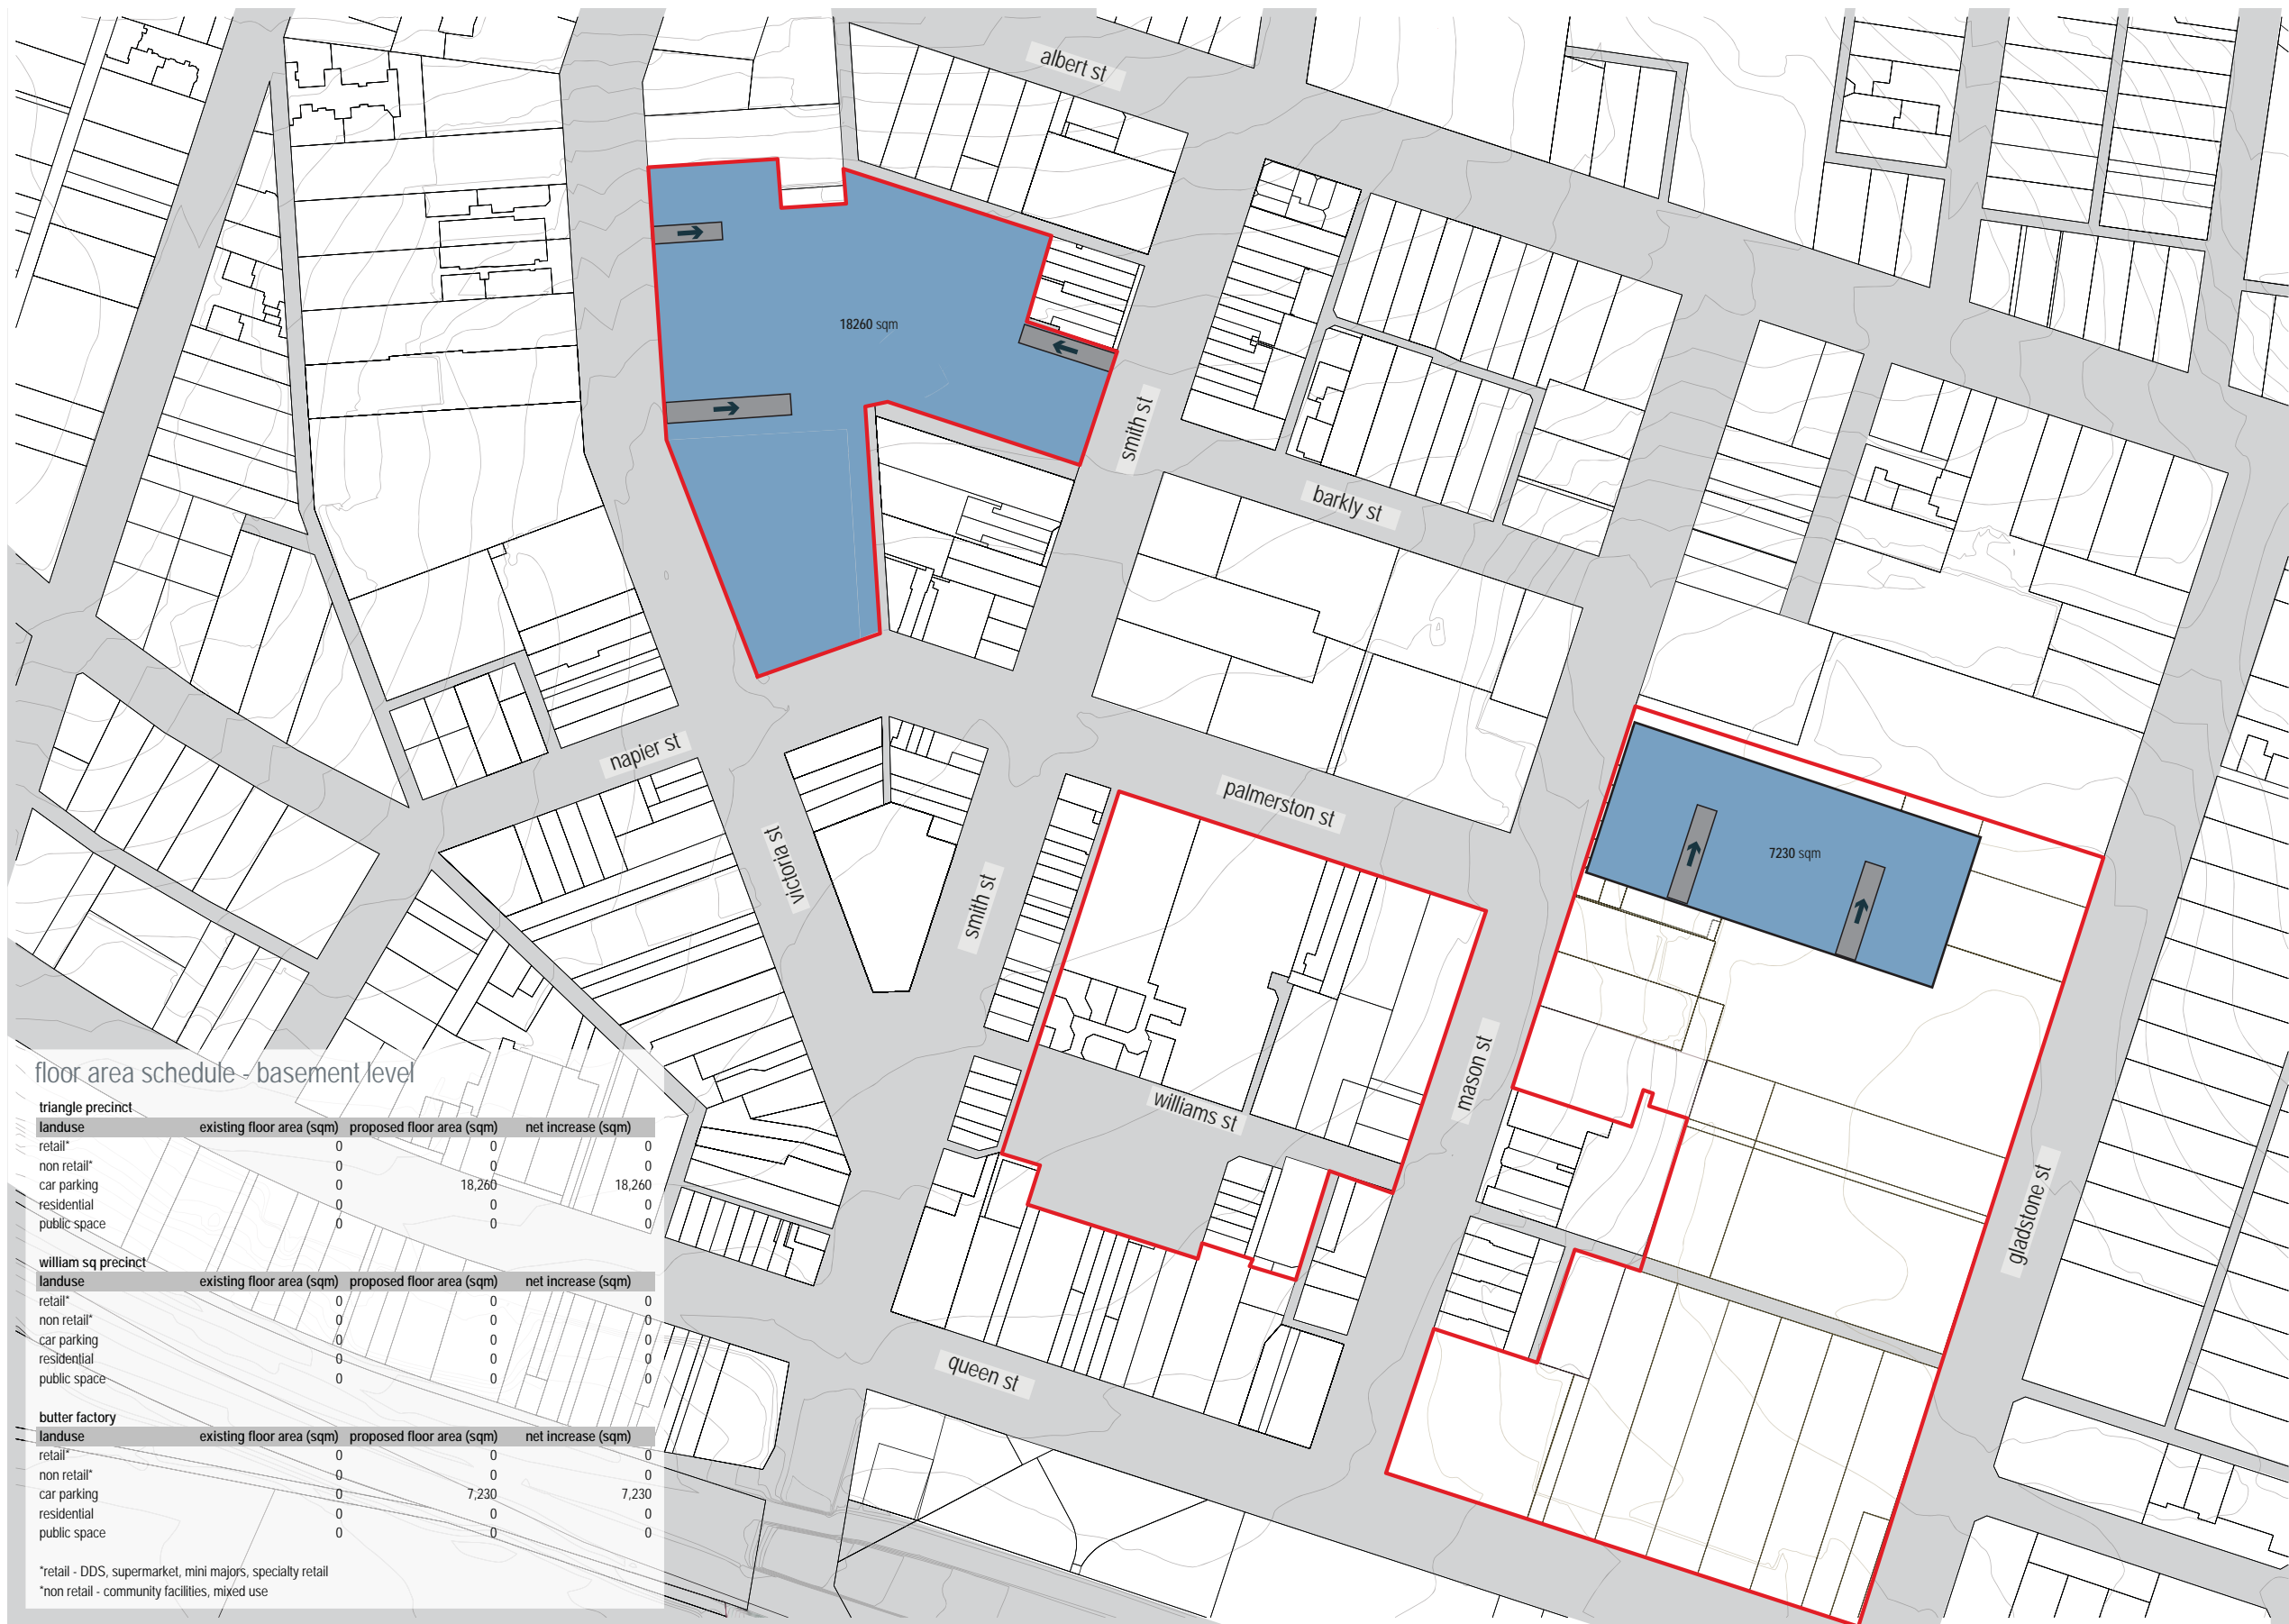 albert st
18260 sqm
smith st
barkly st
napier st
victoria st
smith st
palmerston st
7230 sqm
mason st
williams st
gladstone st
queen st
floor area schedule - basement level
triangle precinct
landuse existing floor area (sqm) proposed floor area (sqm) net increase (sqm)
retail* 0 0 0
non retail* 0 0 0
car parking 0 18,260 18,260
residential 0 0 0
public space 0 0 0
william sq precinct
landuse existing floor area (sqm) proposed floor area (sqm) net increase (sqm)
retail* 0 0 0
non retail* 0 0 0
car parking 0 0 0
residential 0 0 0
public space 0 0 0
butter factory
landuse existing floor area (sqm) proposed floor area (sqm) net increase (sqm)
retail* 0 0 0
non retail* 0 0 0
car parking 0 7,230 7,230
residential 0 0 0
public space 0 0 0
*retail - DDS, supermarket, mini majors, specialty retail
*non retail - community facilities, mixed use